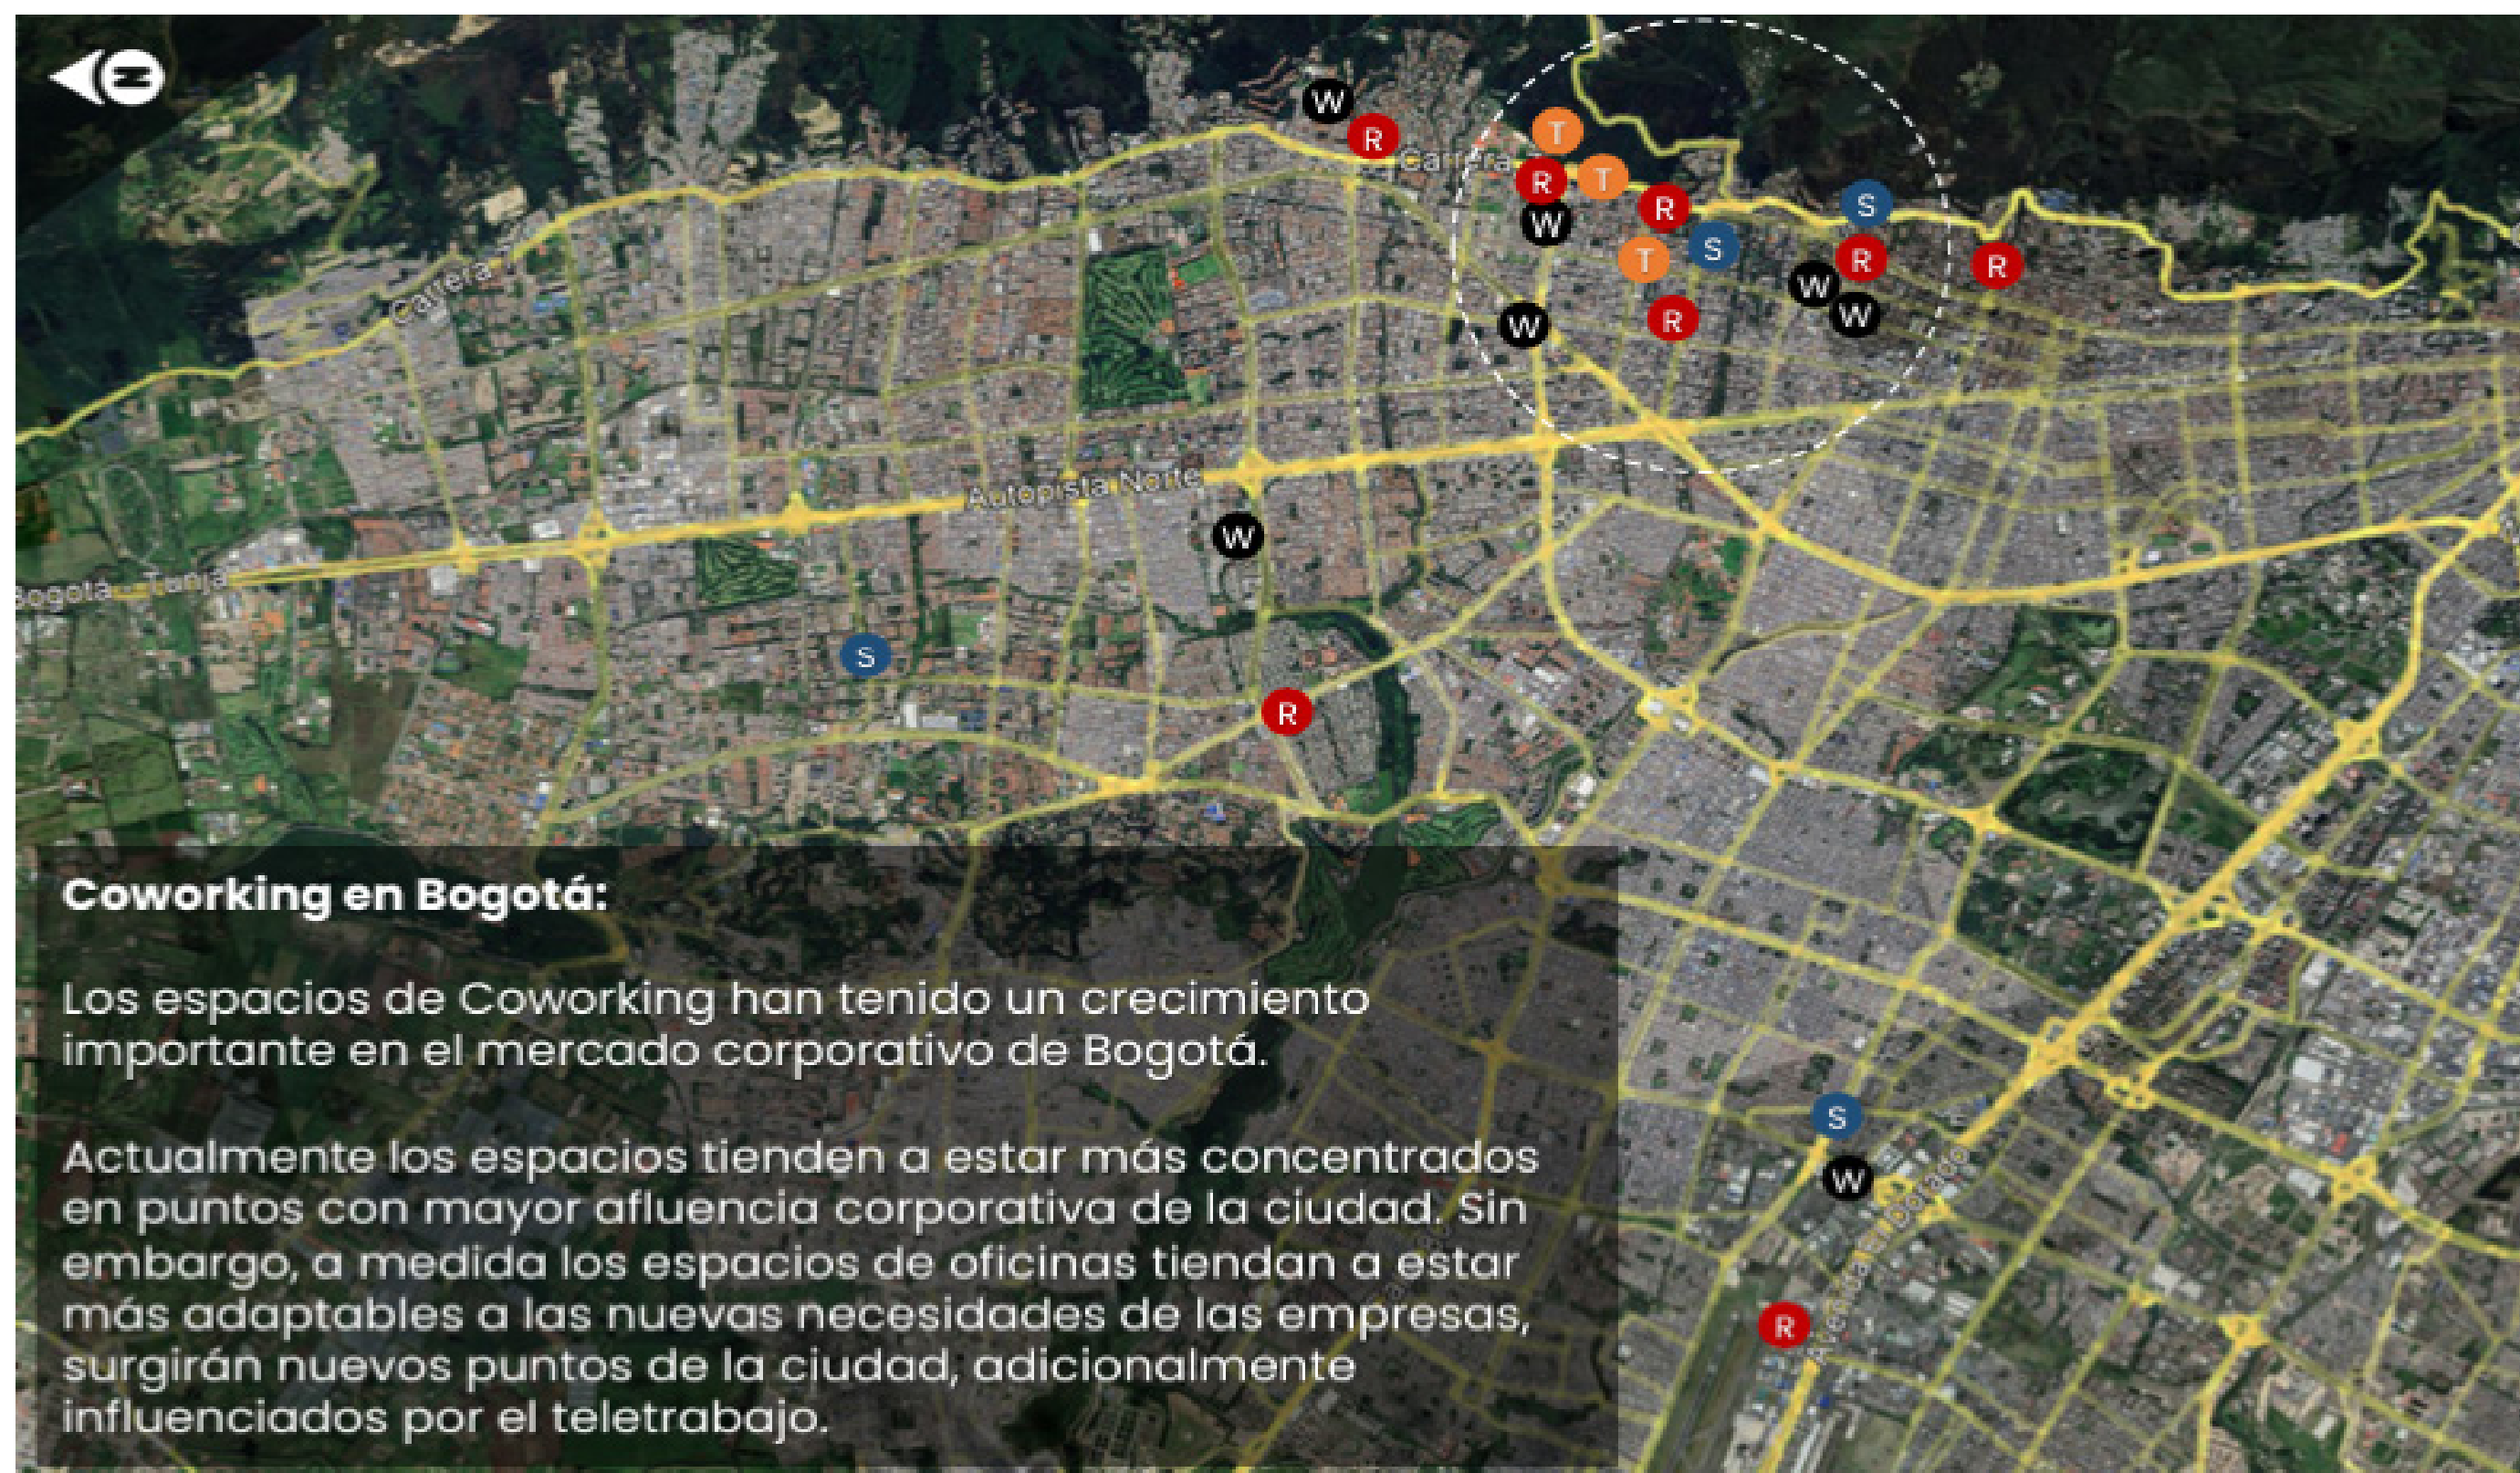 N
W
R
T
Carrera
R
T
R
S
W
T
S
R
R
W
W
R
W
Carrera
Autopista Norte
W
Bogotá - Tunja
S
R
Coworking en Bogotá:
Los espacios de Coworking han tenido un crecimiento
importante en el mercado corporativo de Bogotá.
Actualmente los espacios tienden a estar más concentrados
en puntos con mayor afluencia corporativa de la ciudad. Sin
embargo, a medida los espacios de oficinas tiendan a estar
más adaptables a las nuevas necesidades de las empresas,
surgirán nuevos puntos de la ciudad, adicionalmente
influenciados por el teletrabajo.
S
W
Avenida El Dorado
R